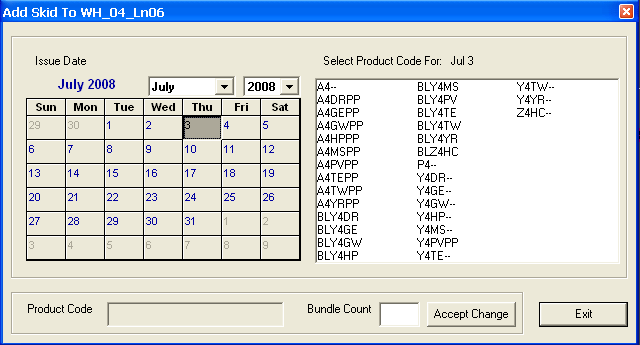 Add Skid To WH_04_Ln06
Issue Date
Select Product Code For: Jul 3
July 2008 July 2008
Sun Mon Tue Wed Thu Fri Sat
29 30 1 2 3 4 5
6 7 8 9 10 11 12
13 14 15 16 17 18 19
20 21 22 23 24 25 26
27 28 29 30 31 1 2
3 4 5 6 7 8 9
A4-- BLY4MS Y4TW--
A4DRPP BLY4PV Y4YR--
A4GEPP BLY4TE Z4HC--
A4GWPP BLY4TW
A4HPPP BLY4YR
A4MSPP BLZ4HC
A4PVPP P4--
A4TEPP Y4DR--
A4TWPP Y4GE--
A4YRPP Y4GW--
BLY4DR Y4HP--
BLY4GE Y4MS--
BLY4GW Y4PVPP
BLY4HP Y4TE--
Product Code Bundle Count Accept Change Exit